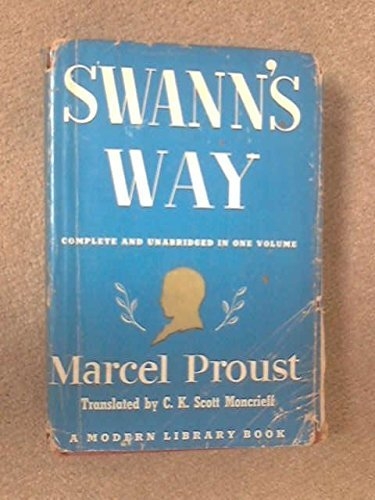 SWANN'S
WAY
COMPLETE AND UNABRIDGED IN ONE VOLUME
Marcel Proust
Translated by C. K. Scott Moncrieff
A MODERN LIBRARY BOOK